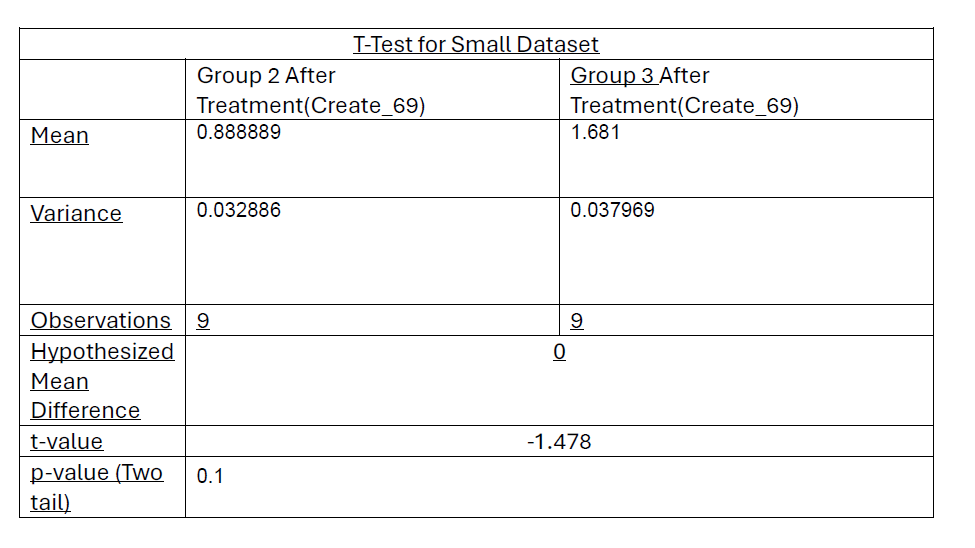 T-Test for Small Dataset
Group 2 After
Treatment(Create_69)
Group 3 After
Treatment(Create_69)
Mean
0.888889
1.681
Variance
0.032886
0.037969
Observations
9
9
Hypothesized
Mean
Difference
0
t-value
-1.478
p-value (Two
tail)
0.1